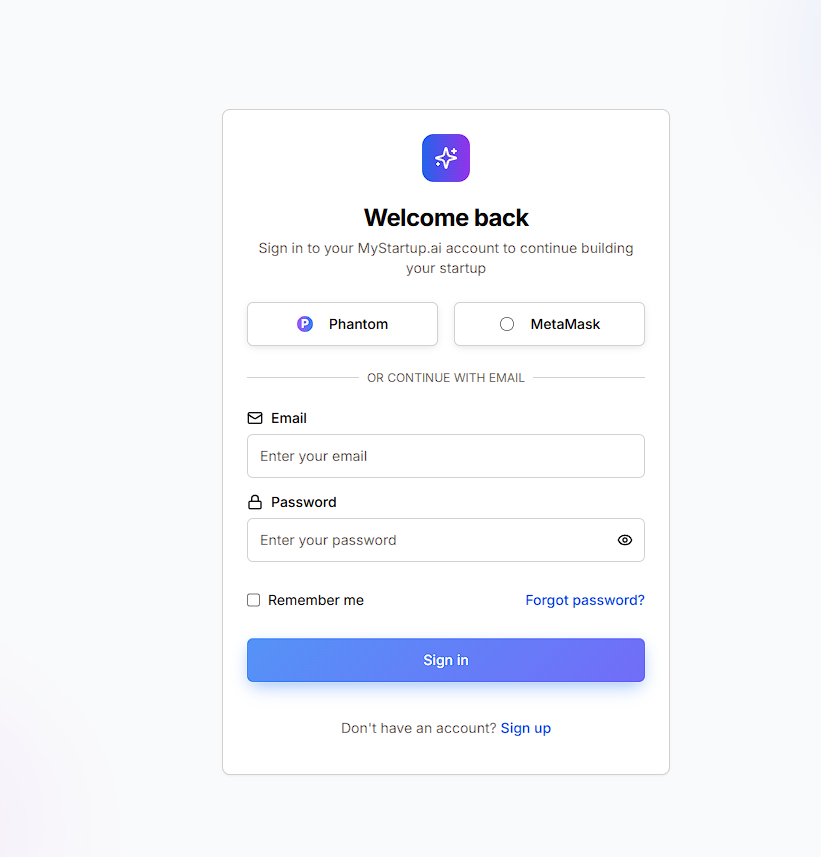 Welcome back
Sign in to your MyStartup.ai account to continue building
your startup
P Phantom
MetaMask
OR CONTINUE WITH EMAIL
Email
Enter your email
Password
Enter your password
Remember me
Forgot password?
Sign in
Don't have an account? Sign up